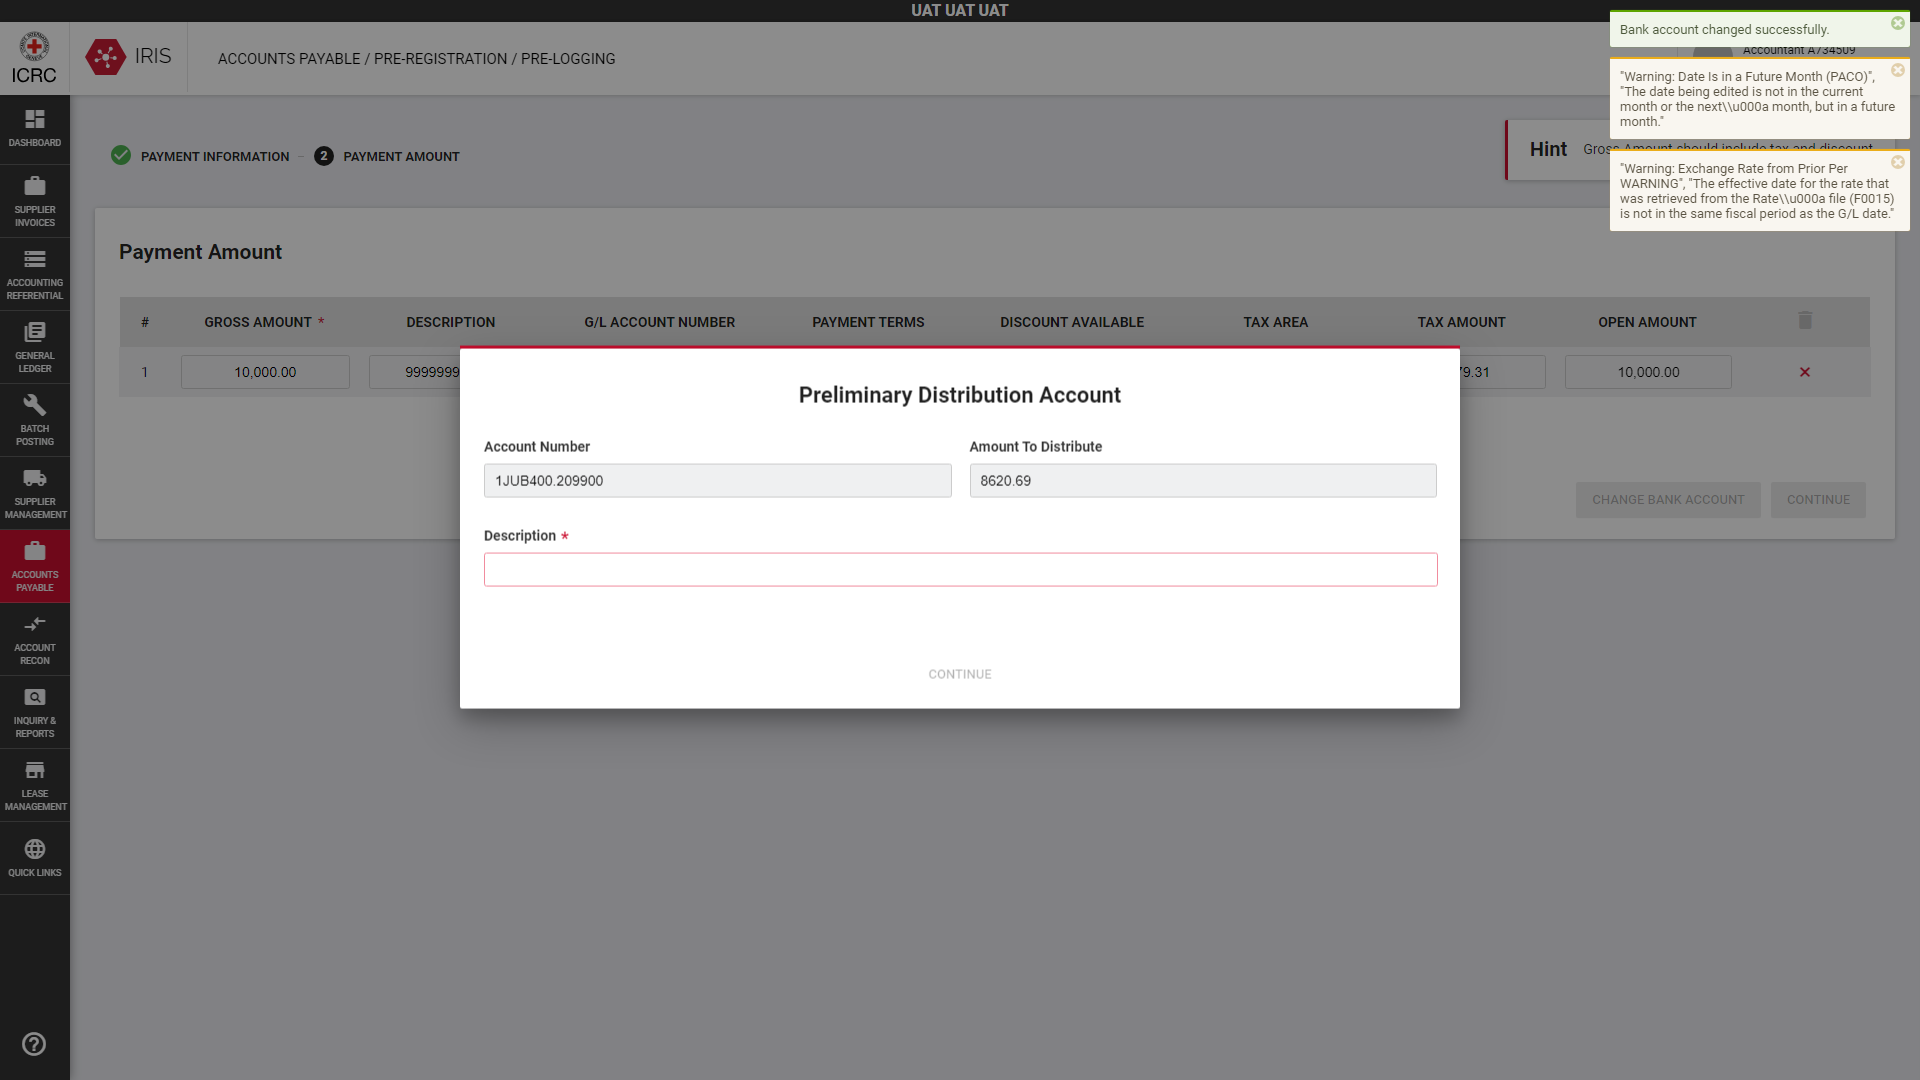 UAT UAT UAT
ICRC
IRIS
ACCOUNTS PAYABLE / PRE-REGISTRATION / PRE-LOGGING
Accountant A734509
Bank account changed successfully.
"Warning: Date Is in a Future Month (PACO)",
"The date being edited is not in the current
month or the next\\u000a month, but in a future
month."
"Warning: Exchange Rate from Prior Per
WARNING", "The effective date for the rate that
was retrieved from the Rate\\u000a file (F0015)
is not in the same fiscal period as the G/L date."
DASHBOARD
SUPPLIER
INVOICES
ACCOUNTING
REFERENTIAL
GENERAL
LEDGER
BATCH
POSTING
SUPPLIER
MANAGEMENT
ACCOUNTS
PAYABLE
ACCOUNT
RECON
INQUIRY &
REPORTS
LEASE
MANAGEMENT
QUICK LINKS
PAYMENT INFORMATION
2 PAYMENT AMOUNT
Hint Gross Amount should include tax and discount
Payment Amount
# GROSS AMOUNT * DESCRIPTION G/L ACCOUNT NUMBER PAYMENT TERMS DISCOUNT AVAILABLE TAX AREA TAX AMOUNT OPEN AMOUNT
1 10,000.00 9999999 79.31 10,000.00
CHANGE BANK ACCOUNT CONTINUE
Preliminary Distribution Account
Account Number Amount To Distribute
1JUB400.209900 8620.69
Description *
CONTINUE